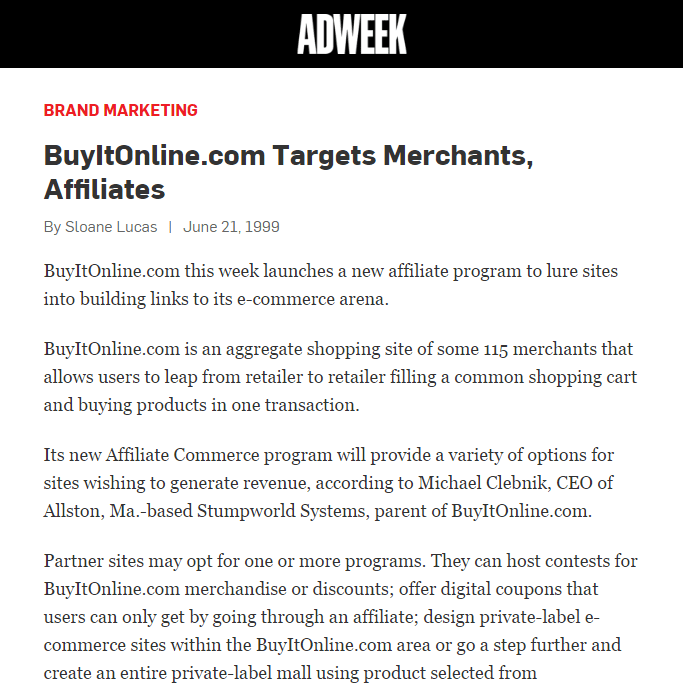 ADWEEK
BRAND MARKETING
BuyItOnline.com Targets Merchants,
Affiliates
By Sloane Lucas | June 21, 1999
BuyItOnline.com this week launches a new affiliate program to lure sites
into building links to its e-commerce arena.
BuyItOnline.com is an aggregate shopping site of some 115 merchants that
allows users to leap from retailer to retailer filling a common shopping cart
and buying products in one transaction.
Its new Affiliate Commerce program will provide a variety of options for
sites wishing to generate revenue, according to Michael Clebnik, CEO of
Allston, Ma.-based Stumpworld Systems, parent of BuyItOnline.com.
Partner sites may opt for one or more programs. They can host contests for
BuyItOnline.com merchandise or discounts; offer digital coupons that
users can only get by going through an affiliate; design private-label e-
commerce sites within the BuyItOnline.com area or go a step further and
create an entire private-label mall using product selected from